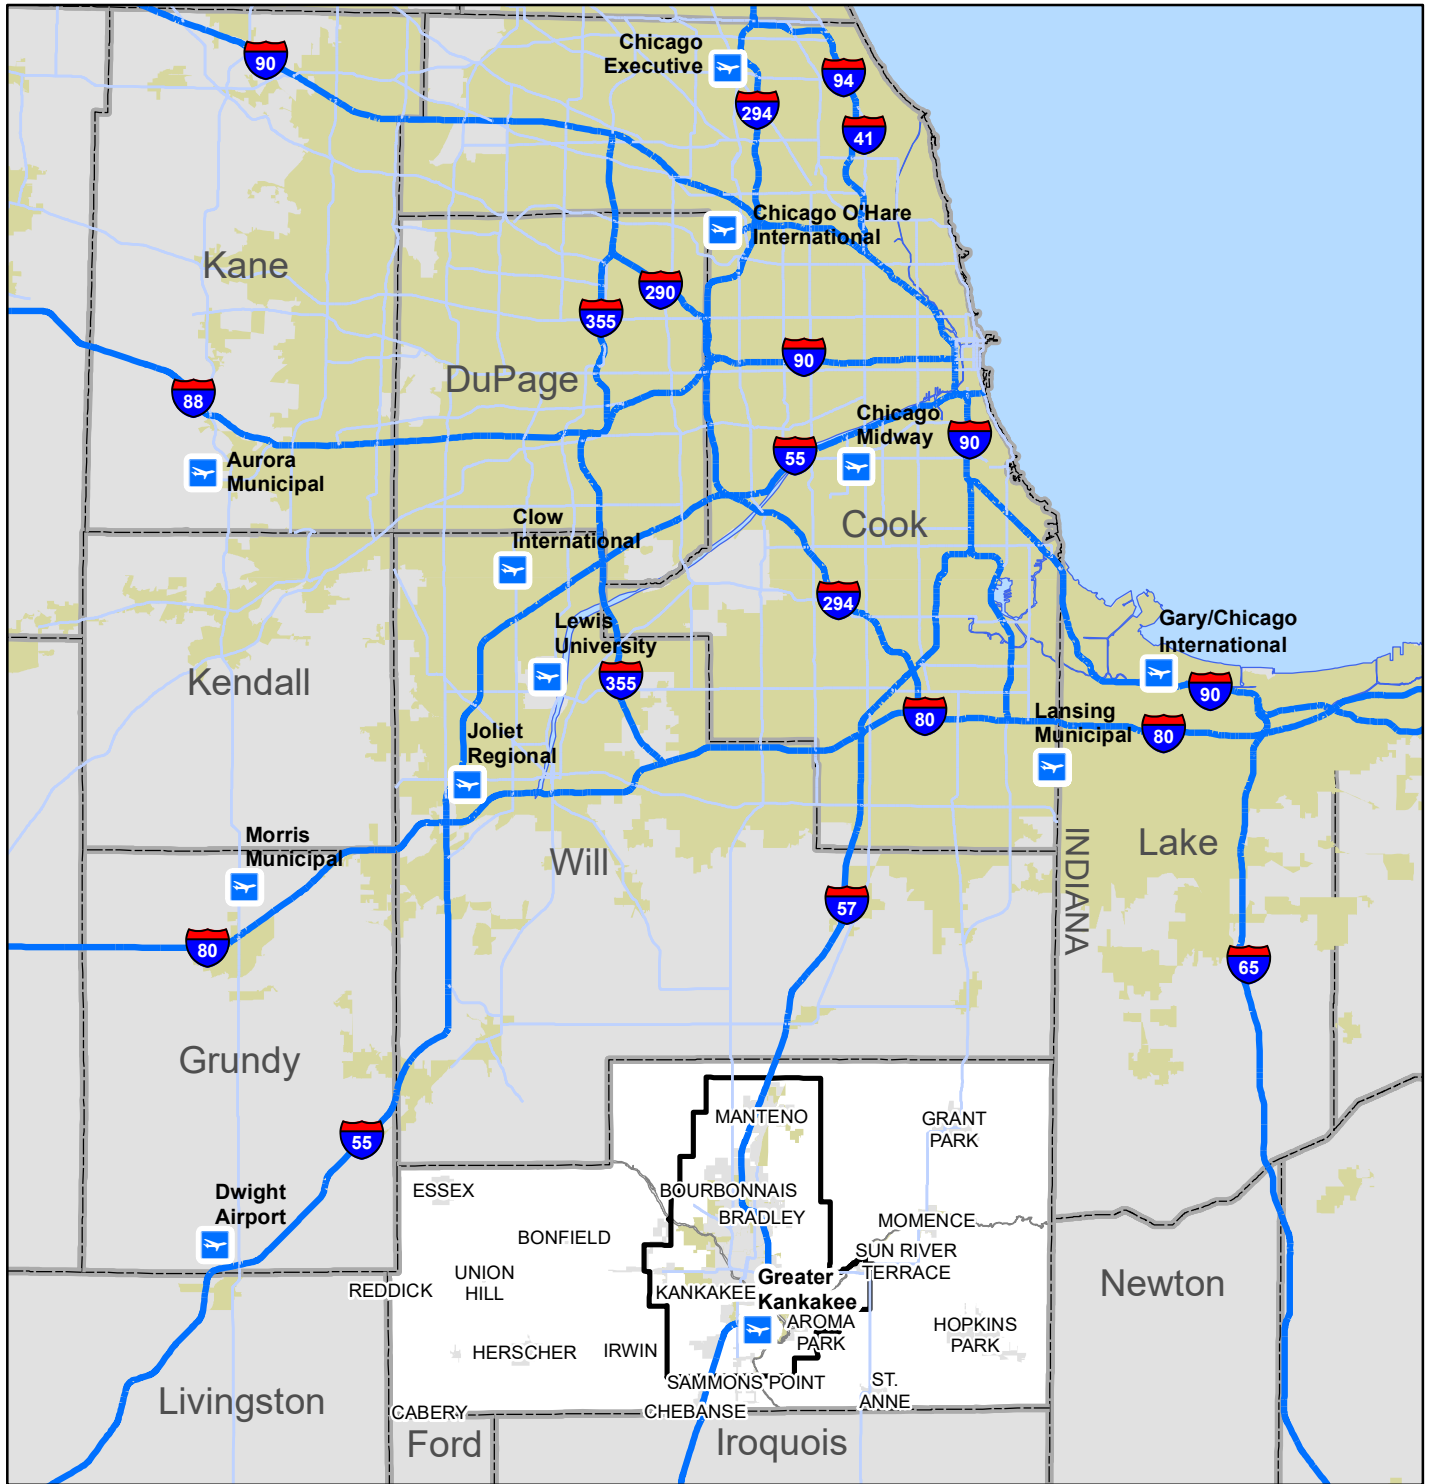 Chicago
Executive
90
94
294
41
Chicago O'Hare
International
Kane
290
355
90
DuPage
88
Chicago
Midway
90
55
Aurora
Municipal
Clow
International
Cook
294
Lewis
University
Gary/Chicago
International
Kendall
355
90
80
Lansing
Municipal
80
Joliet
Regional
Morris
Municipal
Will
INDIANA
Lake
57
80
65
Grundy
MANTENO
GRANT
PARK
55
Dwight
Airport
ESSEX
BOURBONNAIS
BRADLEY
MOMENCE
BONFIELD
SUN RIVER
TERRACE
UNION
HILL
REDDICK
KANKAKEE
Greater
Kankakee
Newton
AROMA
PARK
HOPKINS
PARK
HERSCHER
IRWIN
SAMMONS POINT
ST.
ANNE
Livingston
CABERY
CHEBANSE
Ford
Iroquois